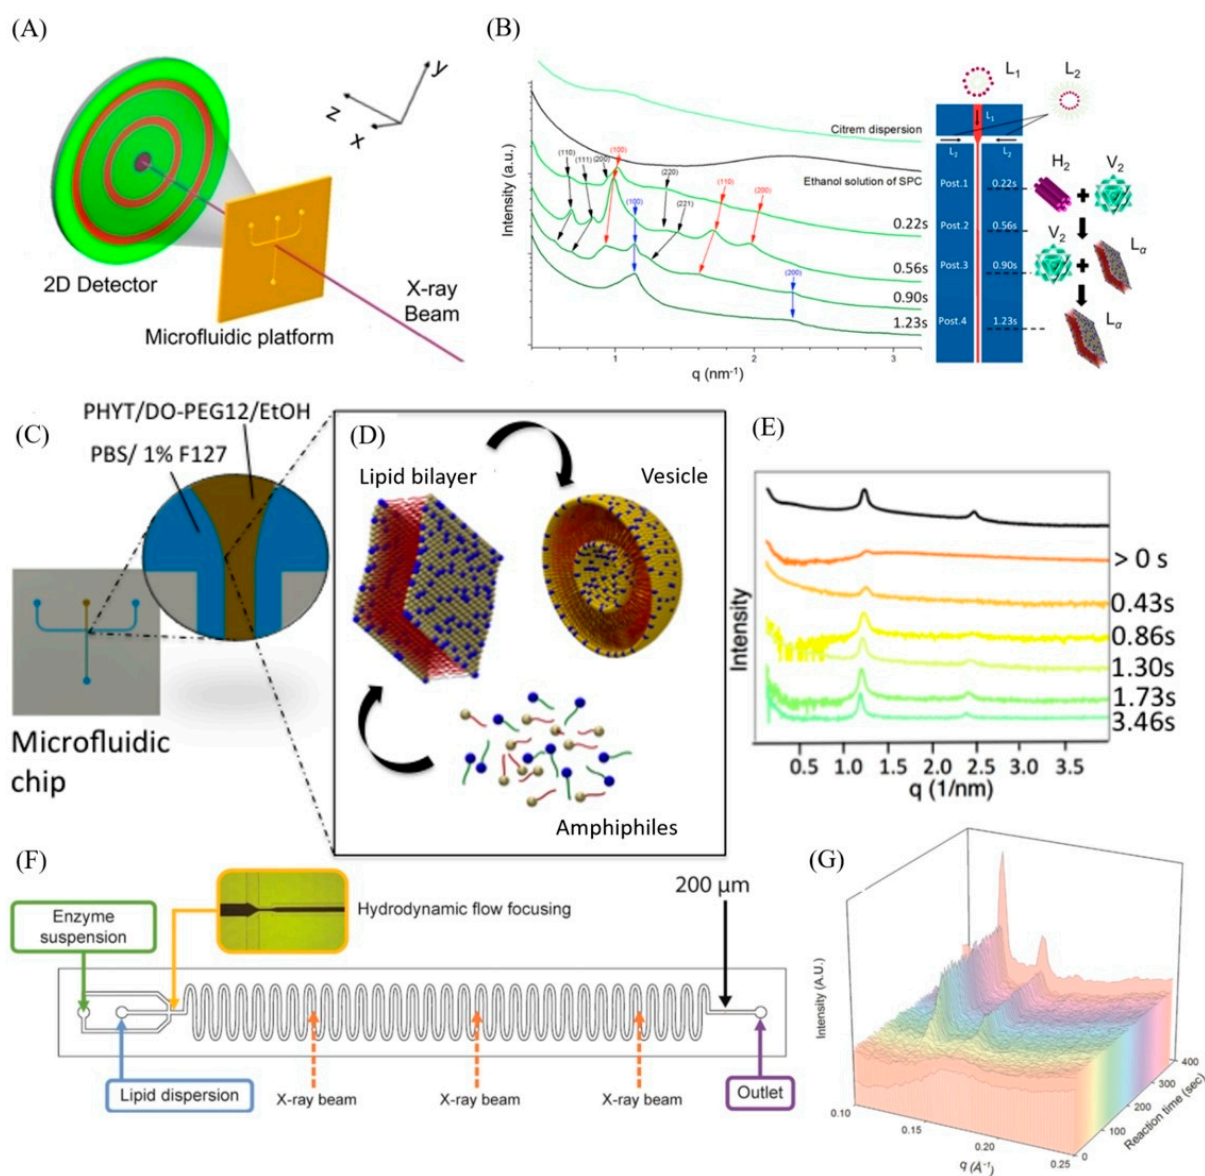 (A)
y
z
x
2D Detector
X-ray
Beam
Microfluidic platform
(B)
Intensity (a.u.)
Citrem dispersion
Ethanol solution of SPC
(110)
(111)
(200)
(100)
(220)
(110)
(200)
(100)
(221)
(200)
0.22s
0.56s
0.90s
1.23s
1
2
3
q (nm-1)
L1
L2
L1
L2
L2
Post.1
0.22s
Post.2
0.56s
Post.3
0.90s
Post.4
1.23s
H2
V2
+
V2
Lα
+
Lα
(C)
PHYT/DO-PEG12/EtOH
PBS/ 1% F127
Microfluidic
chip
(D)
Lipid bilayer
Vesicle
Amphiphiles
(E)
Intensity
> 0 s
0.43s
0.86s
1.30s
1.73s
3.46s
0.5
1.0
1.5
2.0
2.5
3.0
3.5
q (1/nm)
(F)
Enzyme
suspension
Hydrodynamic flow focusing
200 µm
Lipid dispersion
X-ray beam
X-ray beam
X-ray beam
Outlet
(G)
Intensity (A.U.)
0.10
0.15
0.20
0.25
q (Å-1)
0
100
200
300
400
Reaction time (sec)